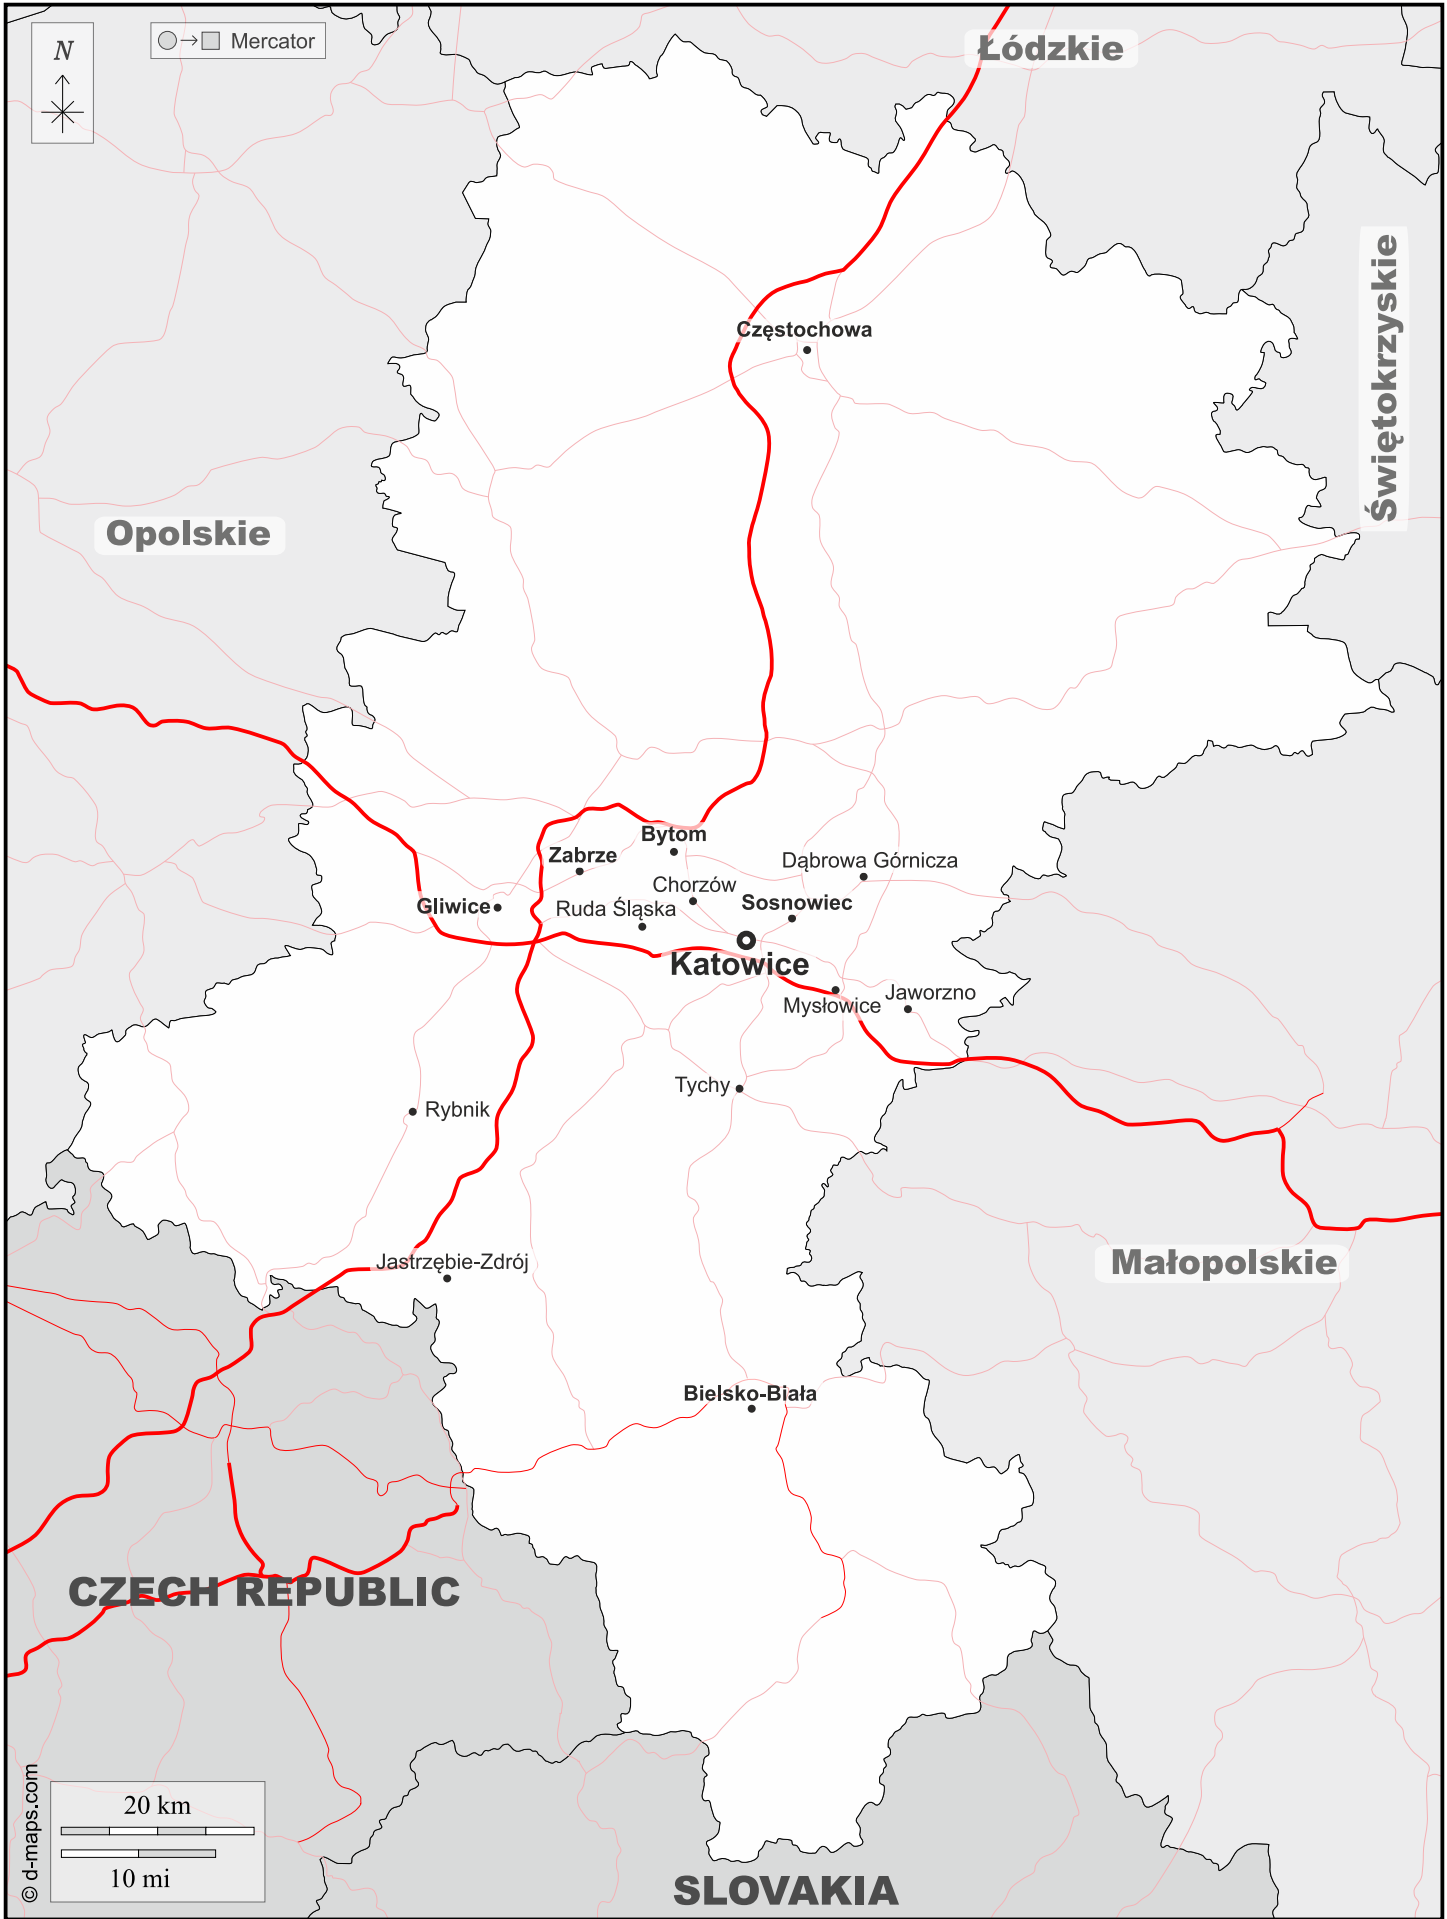 N
Mercator
Łódzkie
Świętokrzyskie
Częstochowa
Opolskie
Bytom
Zabrze
Dąbrowa Górnicza
Chorzów
Gliwice
Ruda Śląska
Sosnowiec
Katowice
Mysłowice
Jaworzno
Tychy
Rybnik
Jastrzębie-Zdrój
Małopolskie
Bielsko-Biała
CZECH REPUBLIC
SLOVAKIA
20 km
10 mi
© d-maps.com